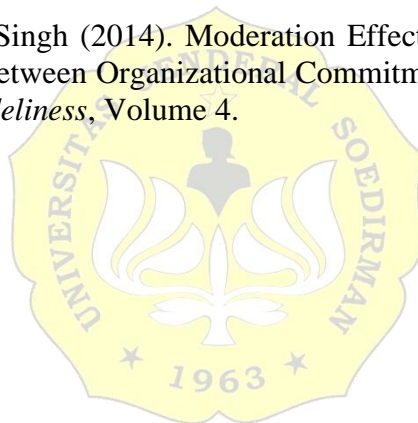 Singh (2014). Moderation Effect
etween Organizational Commitm
eliness, Volume 4.
UNIVERSITAS JENDERAL SOEDIRMAN
1963